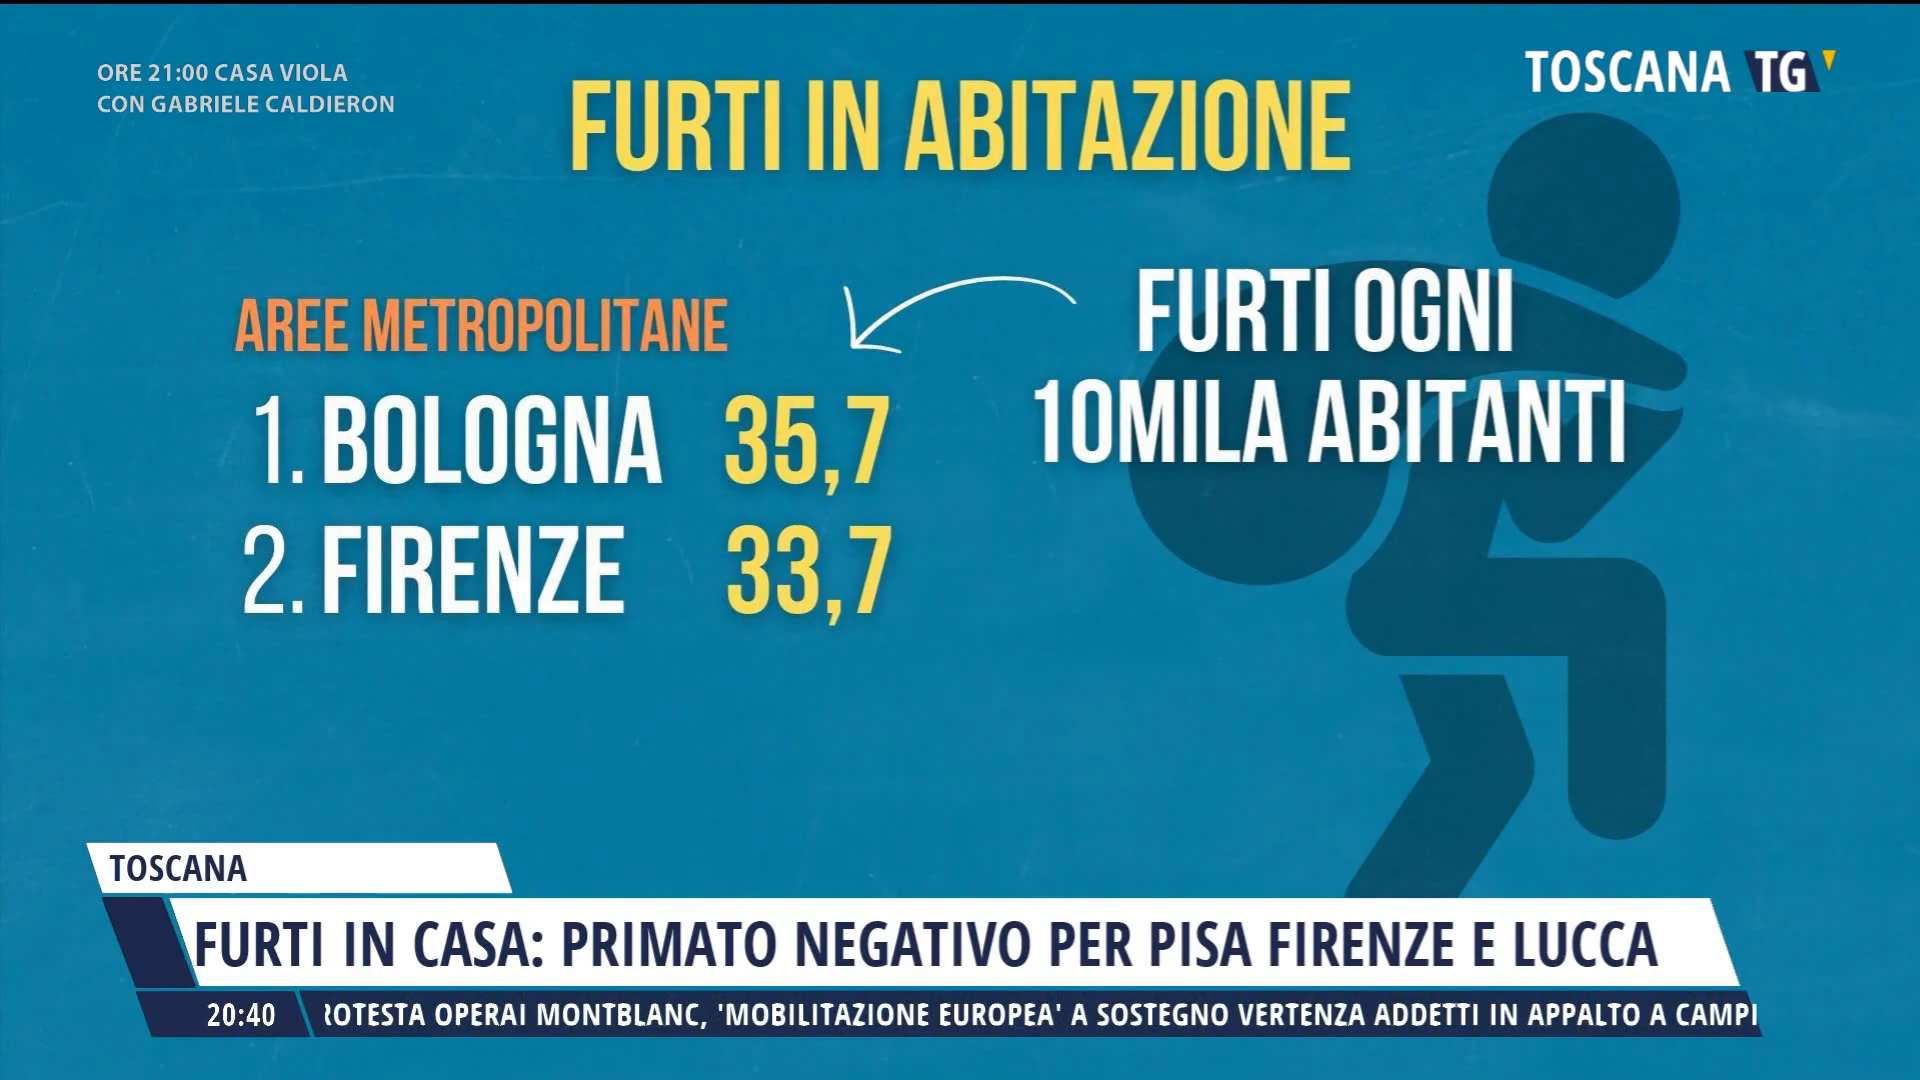 ORE 21:00 CASA VIOLA
CON GABRIELE CALDIERON
TOSCANA TG
FURTI IN ABITAZIONE
AREE METROPOLITANE
1. BOLOGNA 35,7
2. FIRENZE 33,7
FURTI OGNI
10MILA ABITANTI
TOSCANA
FURTI IN CASA: PRIMATO NEGATIVO PER PISA FIRENZE E LUCCA
20:40
ROTESTA OPERAI MONTBLANC, 'MOBILITAZIONE EUROPEA' A SOSTEGNO VERTENZA ADDETTI IN APPALTO A CAMPI